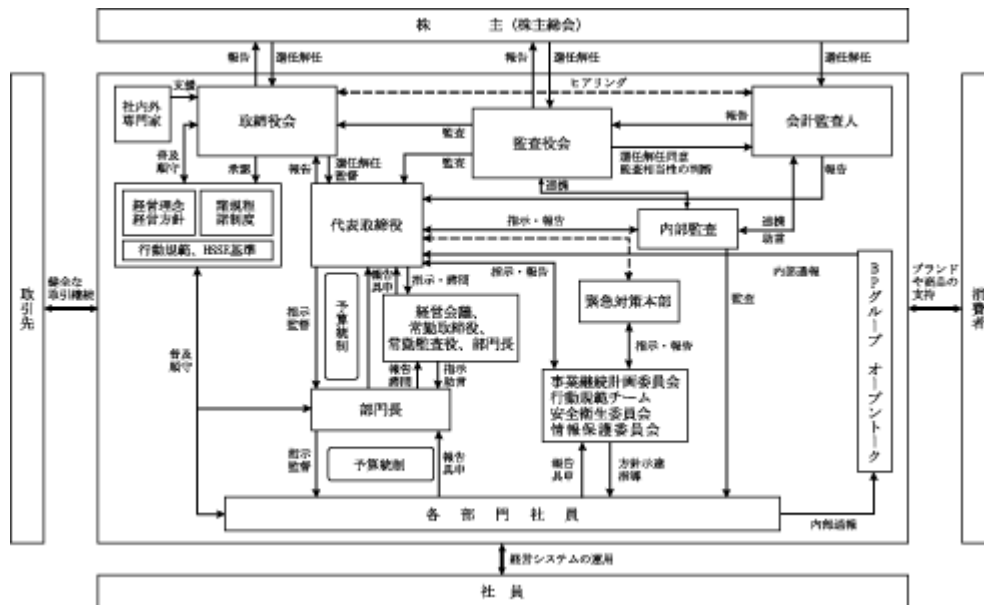 株　主（株主総会）
報告
選任解任
報告
選任解任
選任解任
ヒアリング
支援
社内外
専門家
取締役会
監査
監査
監査役会
報告
会計監査人
選任解任同意
監査相当性の判断
普及
順守
承認
報告
選任解任
監督
連携
報告
経営理念
経営方針
諸規程
諸制度
行動規範、HSSE基準
代表取締役
指示・報告
内部監査
連携
助言
取引先
健全な
取引継続
指示
監督
予算統制
報告
具申
指示・諮問
指示・報告
内部通報
監査
BPグループ　オープントーク
ブランド
や商品の
支持
消費者
経営会議、
常勤取締役、
常勤監査役、部門長
緊急対策本部
普及
順守
報告
諮問
指示
助言
指示・報告
部門長
事業継続計画委員会
行動規範チーム
安全衛生委員会
情報保護委員会
指示
監督
予算統制
報告
具申
報告
具申
方針示達
指導
各部門社員
内部通報
経営システムの運用
社員